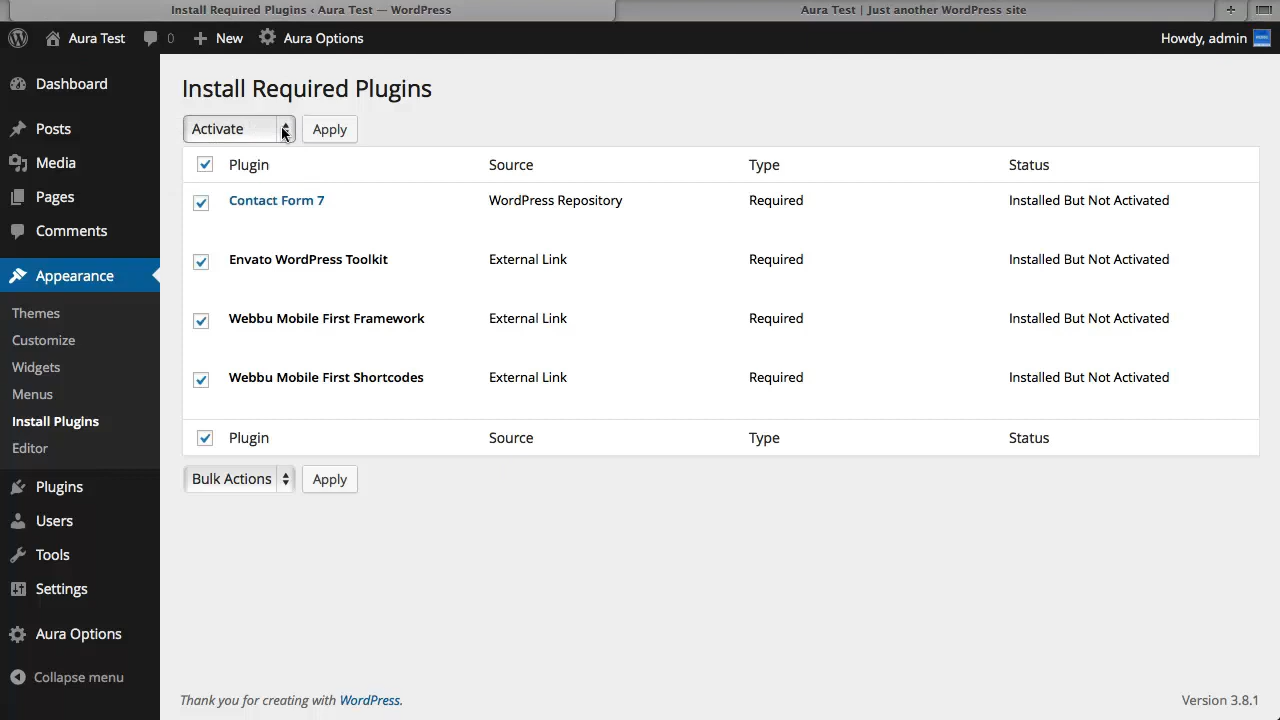 Install Required Plugins ‹ Aura Test — WordPress
Aura Test | Just another WordPress site
Aura Test
0
New
Aura Options
Howdy, admin
Dashboard
Posts
Media
Pages
Comments
Appearance
Themes
Customize
Widgets
Menus
Install Plugins
Editor
Plugins
Users
Tools
Settings
Aura Options
Collapse menu
Install Required Plugins
Activate
Apply
Plugin Source Type Status
Contact Form 7 WordPress Repository Required Installed But Not Activated
Envato WordPress Toolkit External Link Required Installed But Not Activated
Webbu Mobile First Framework External Link Required Installed But Not Activated
Webbu Mobile First Shortcodes External Link Required Installed But Not Activated
Plugin Source Type Status
Bulk Actions
Apply
Thank you for creating with WordPress.
Version 3.8.1